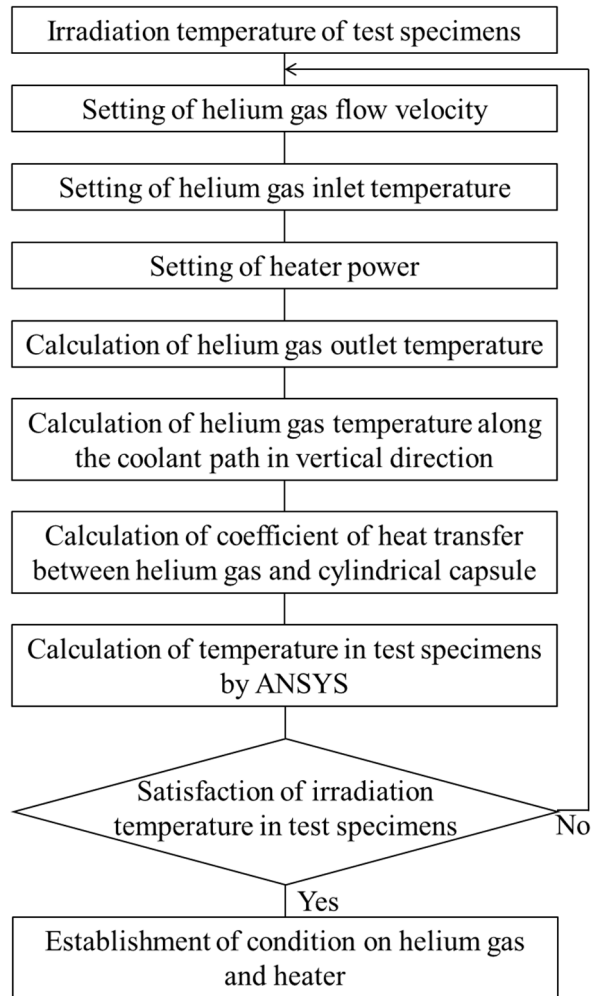 Irradiation temperature of test specimens
Setting of helium gas flow velocity
Setting of helium gas inlet temperature
Setting of heater power
Calculation of helium gas outlet temperature
Calculation of helium gas temperature along
the coolant path in vertical direction
Calculation of coefficient of heat transfer
between helium gas and cylindrical capsule
Calculation of temperature in test specimens
by ANSYS
Satisfaction of irradiation
temperature in test specimens
No
Yes
Establishment of condition on helium gas
and heater